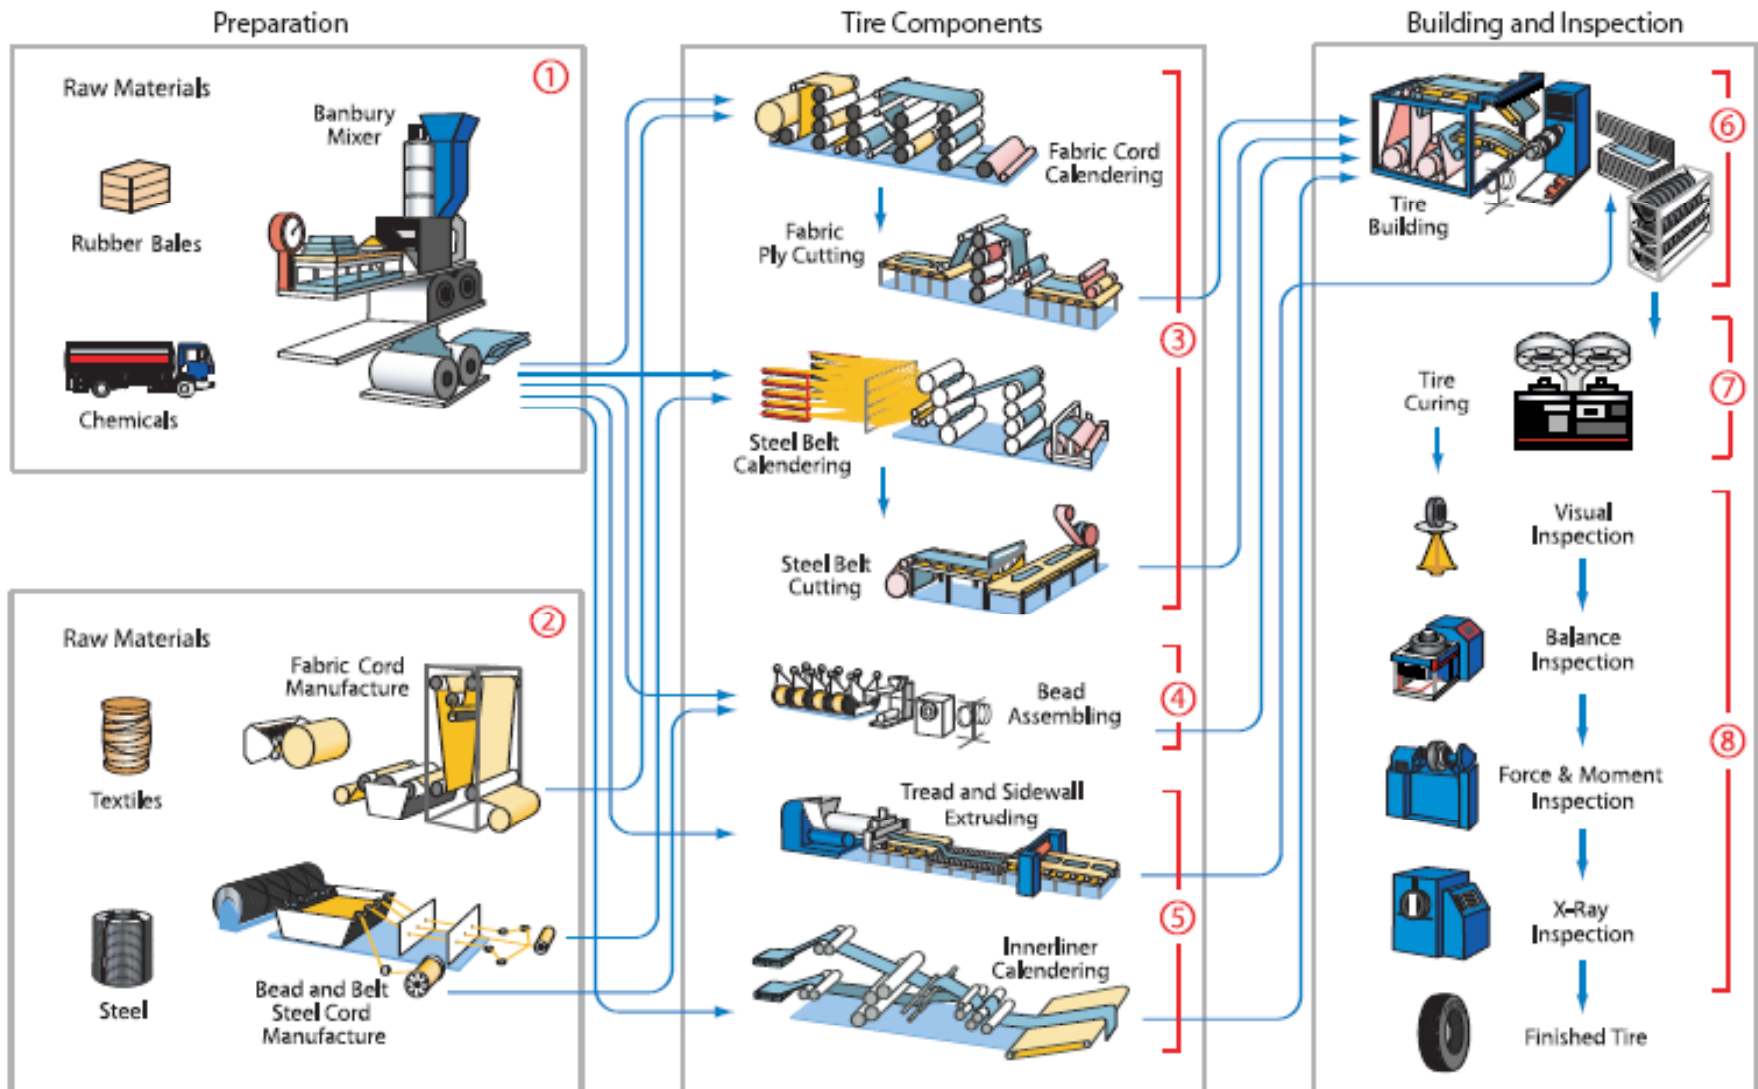 Preparation
Raw Materials
①
Banbury
Mixer
Rubber Bales
Chemicals
Raw Materials
②
Fabric Cord
Manufacture
Textiles
Steel
Bead and Belt
Steel Cord
Manufacture
Tire Components
Fabric Cord
Calendering
Fabric
Ply Cutting
③
Steel Belt
Calendering
Steel Belt
Cutting
Bead
Assembling
④
Tread and Sidewall
Extruding
⑤
Innerliner
Calendering
Building and Inspection
⑥
Tire
Building
⑦
Tire
Curing
Visual
Inspection
Balance
Inspection
⑧
Force & Moment
Inspection
X-Ray
Inspection
Finished Tire